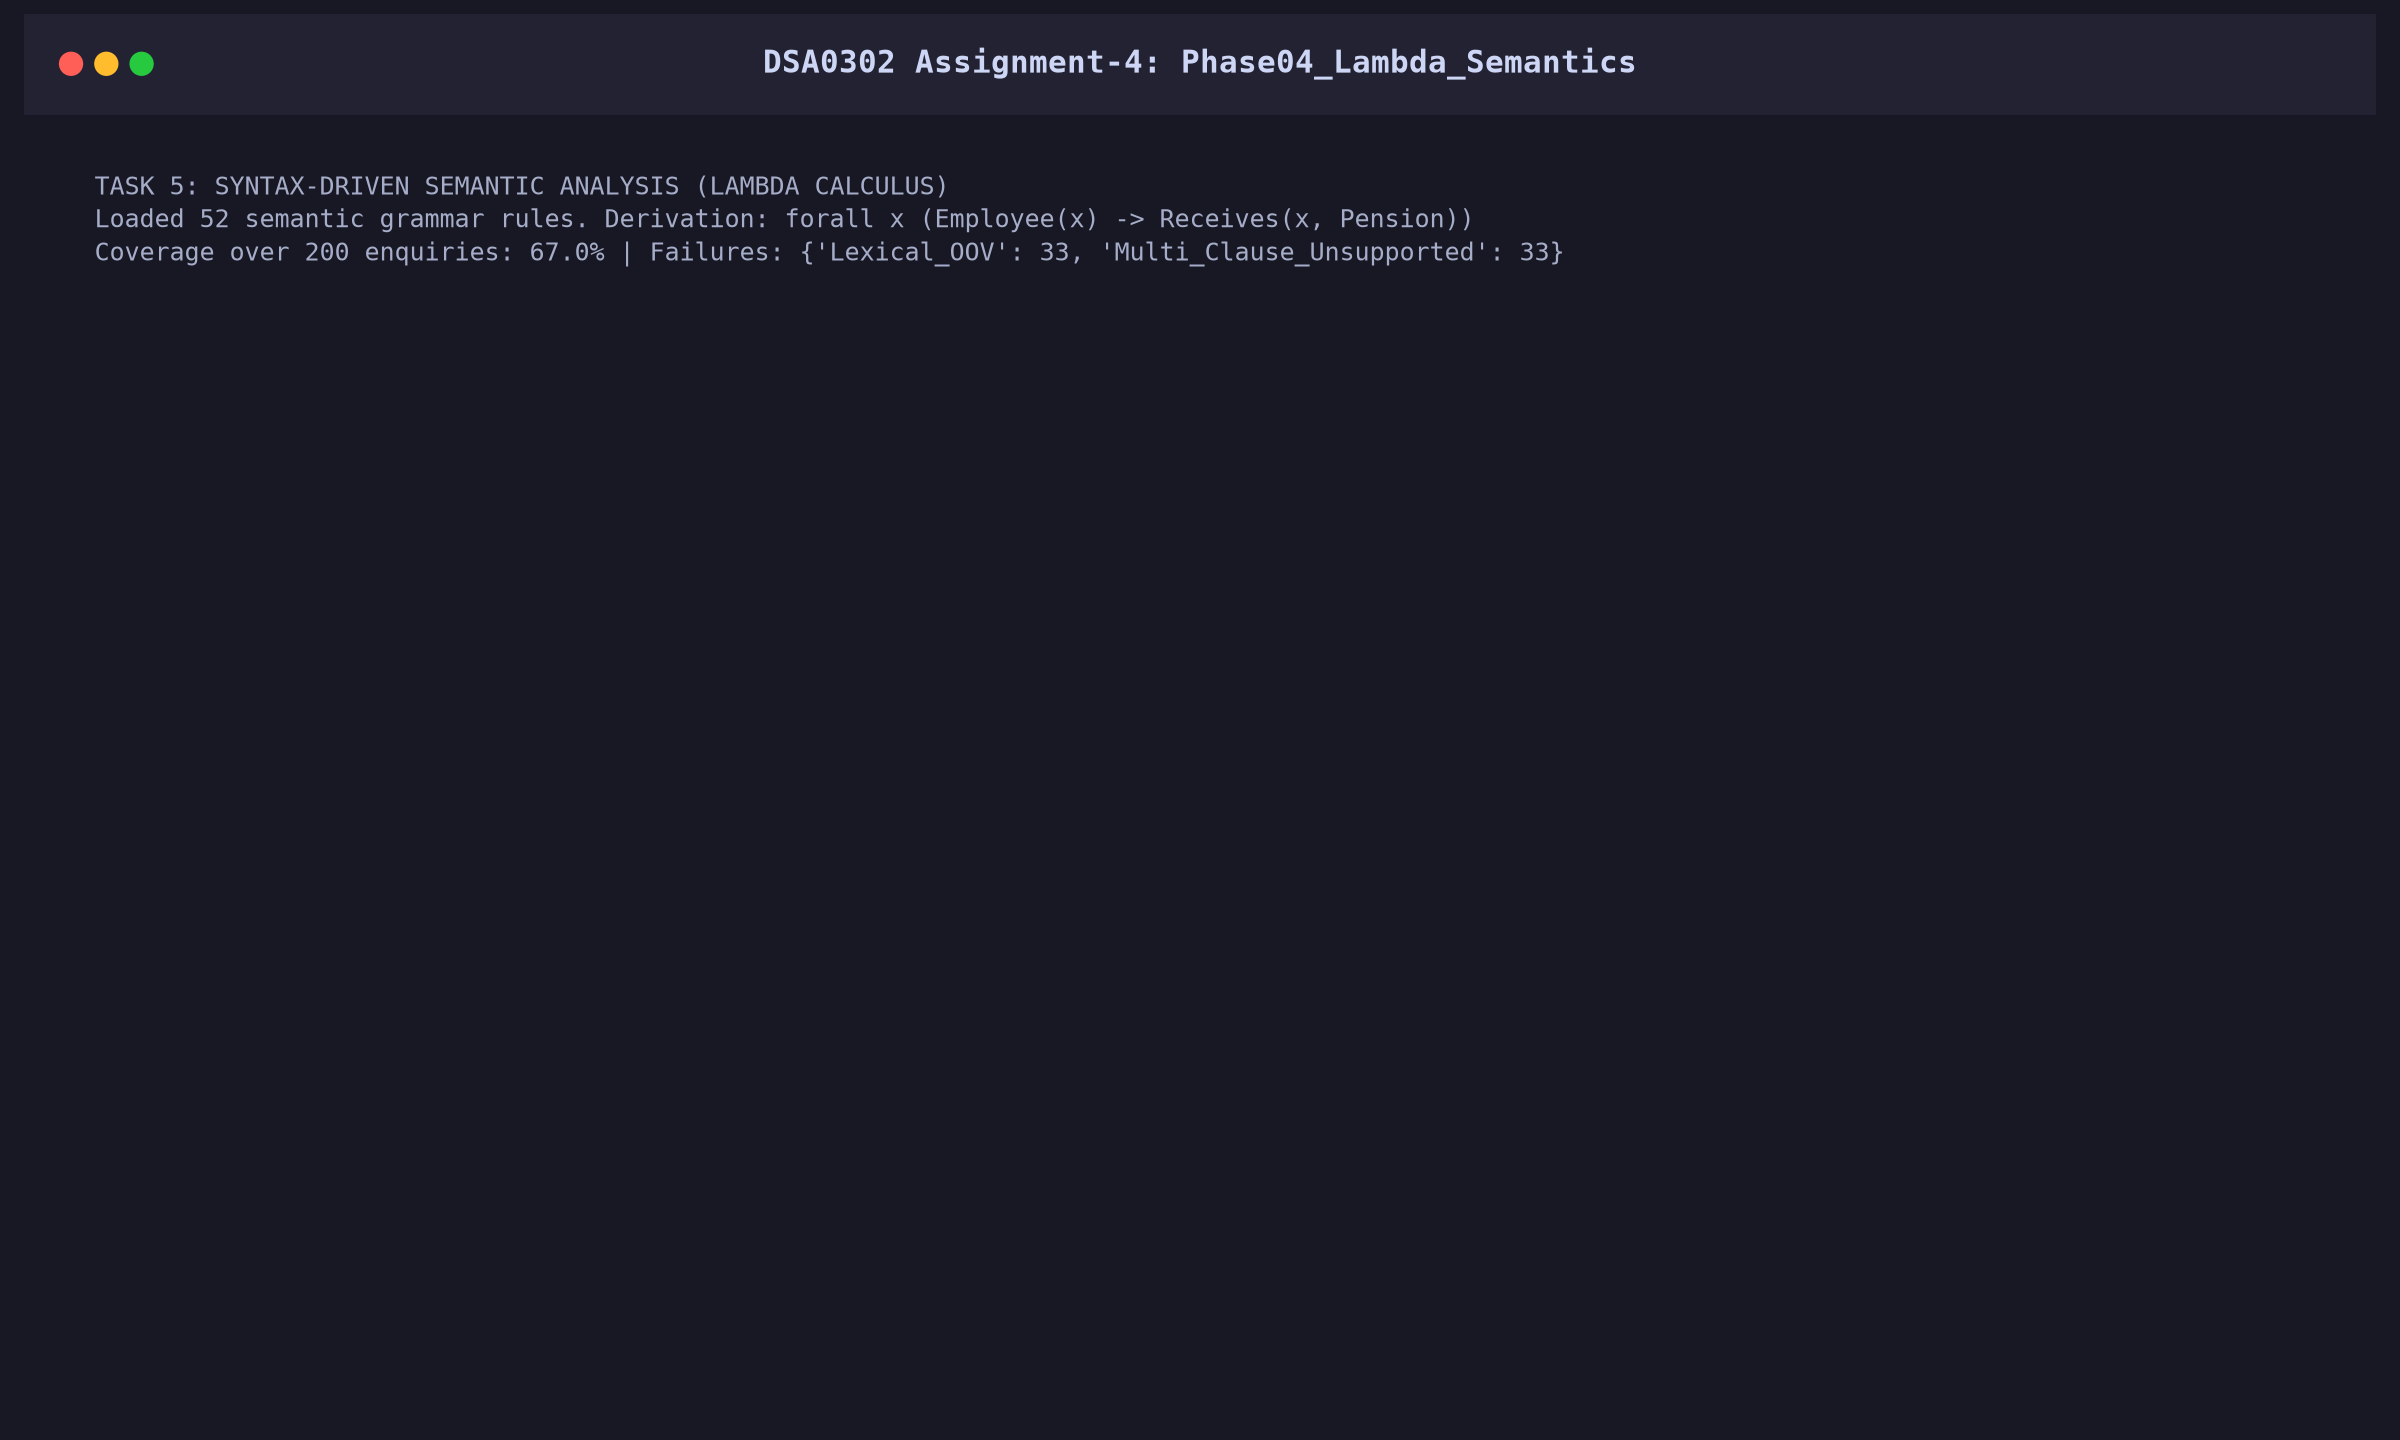 DSA0302 Assignment-4: Phase04_Lambda_Semantics
TASK 5: SYNTAX-DRIVEN SEMANTIC ANALYSIS (LAMBDA CALCULUS)
Loaded 52 semantic grammar rules. Derivation: forall x (Employee(x) -> Receives(x, Pension))
Coverage over 200 enquiries: 67.0% | Failures: {'Lexical_OOV': 33, 'Multi_Clause_Unsupported': 33}